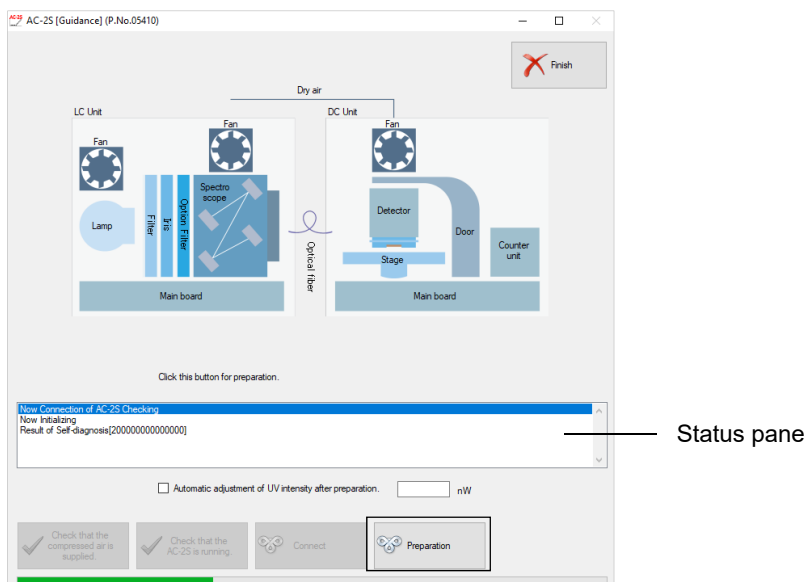 AC-2S [Guidance] (P.No.05410)
Finish
Dry air
LC Unit
DC Unit
Fan
Fan
Fan
Spectro
scope
Lamp
Filter
Iris
Option Filter
Optical fiber
Detector
Door
Stage
Counter
unit
Main board
Main board
Click this button for preparation.
Now Connection of AC-2S Checking
Now Initializing
Result of Self-diagnosis[200000000000000]
Status pane
Automatic adjustment of UV intensity after preparation.
nW
Check that the
compressed air is
supplied.
Check that the
AC-2S is running.
Connect
Preparation